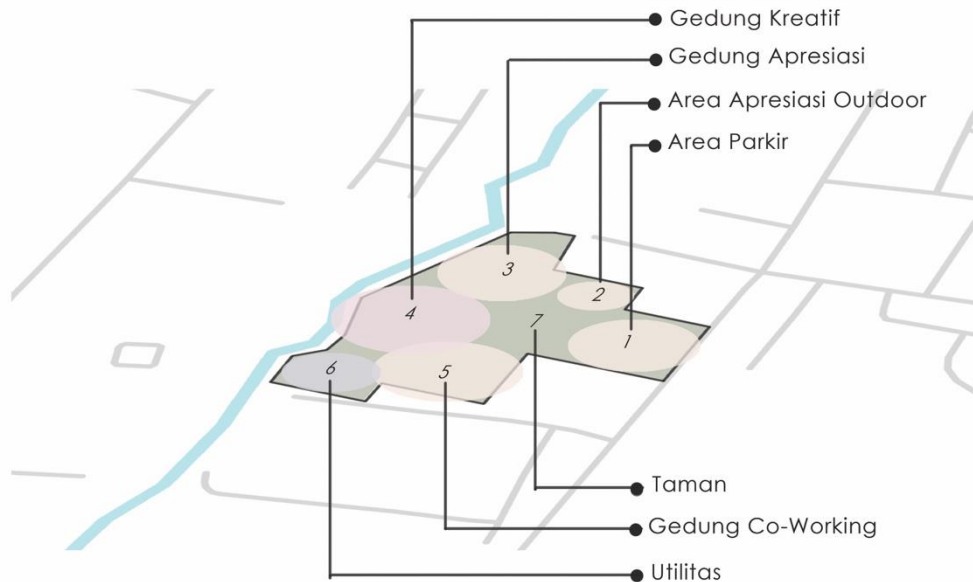 Gedung Kreatif
Gedung Apresiasi
Area Apresiasi Outdoor
Area Parkir
3
2
4
7
1
6
5
Taman
Gedung Co-Working
Utilitas